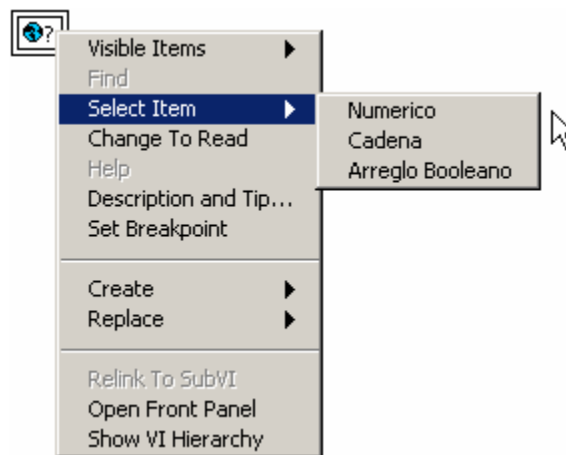 ?
Visible Items
Find
Select Item
Numerico
Change To Read
Cadena
Help
Arreglo Booleano
Description and Tip...
Set Breakpoint
Create
Replace
Relink To SubVI
Open Front Panel
Show VI Hierarchy